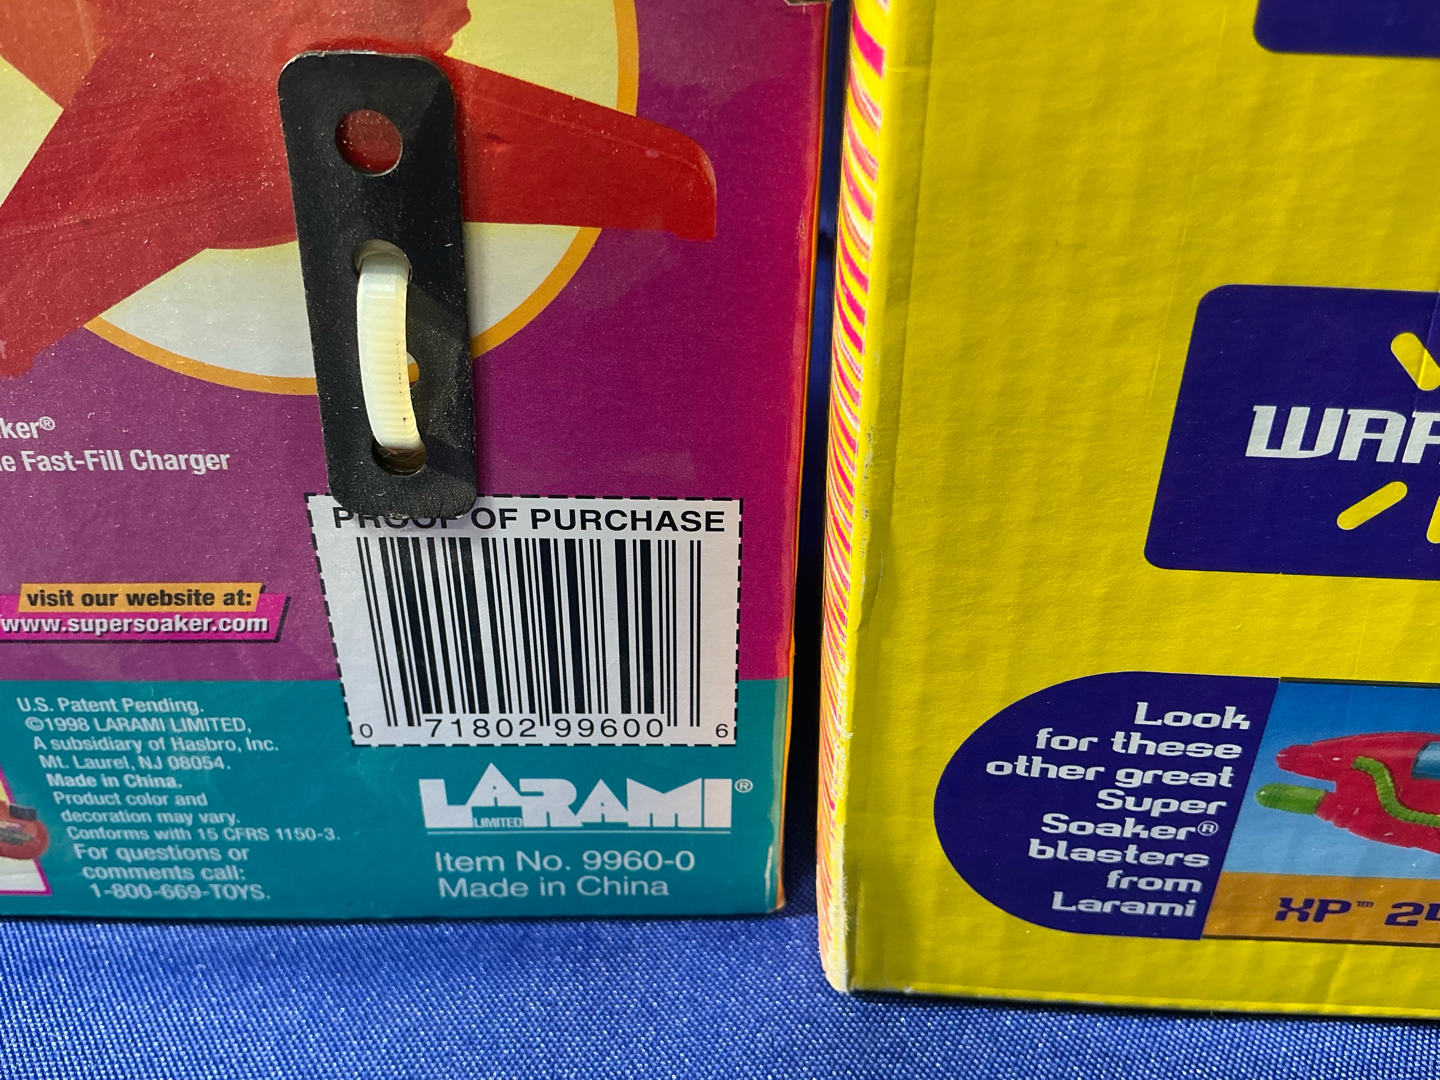 ker®
e Fast-Fill Charger
PROOF OF PURCHASE
0 71802 99600 6
visit our website at:
www.supersoaker.com
U.S. Patent Pending.
©1998 LARAMI LIMITED,
A subsidiary of Hasbro, Inc.
Mt. Laurel, NJ 08054.
Made in China.
Product color and
decoration may vary.
Conforms with 15 CFRS 1150-3.
For questions or
comments call:
1-800-669-TOYS.
LARAMI®
LIMITED
Item No. 9960-0
Made in China
WAR
Look
for these
other great
Super
Soaker®
blasters
from
Larami
XP™ 2